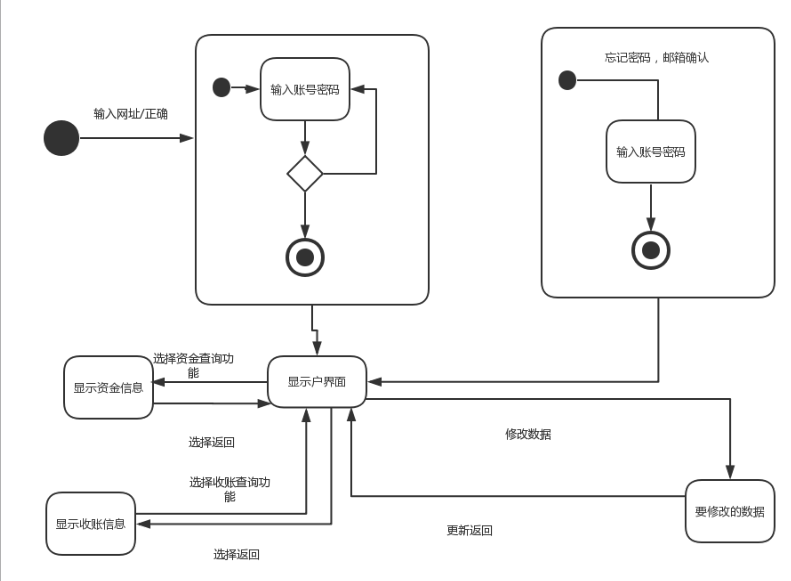 忘记密码，邮箱确认
输入账号密码
输入网址/正确
输入账号密码
选择资金查询功
能
显示资金信息
显示户界面
选择返回
修改数据
选择收账查询功
能
显示收账信息
要修改的数据
更新返回
选择返回